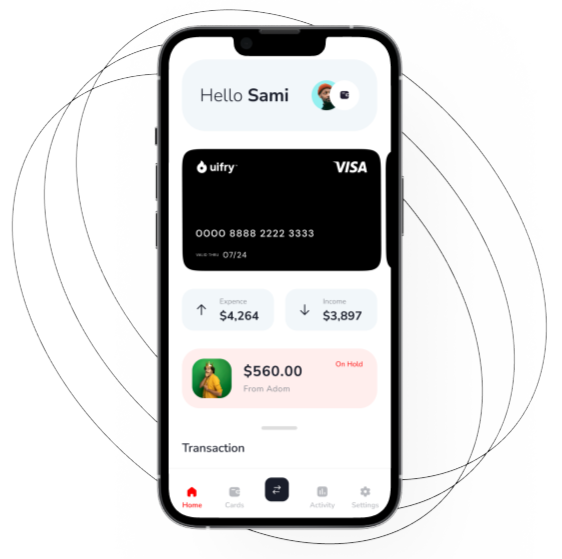 Hello Sami
uifry
VISA
0000 8888 2222 3333
VALID THRU 07/24
Expence
$4,264
Income
$3,897
$560.00
On Hold
From Adom
Transaction
Home
Cards
Activity
Settings